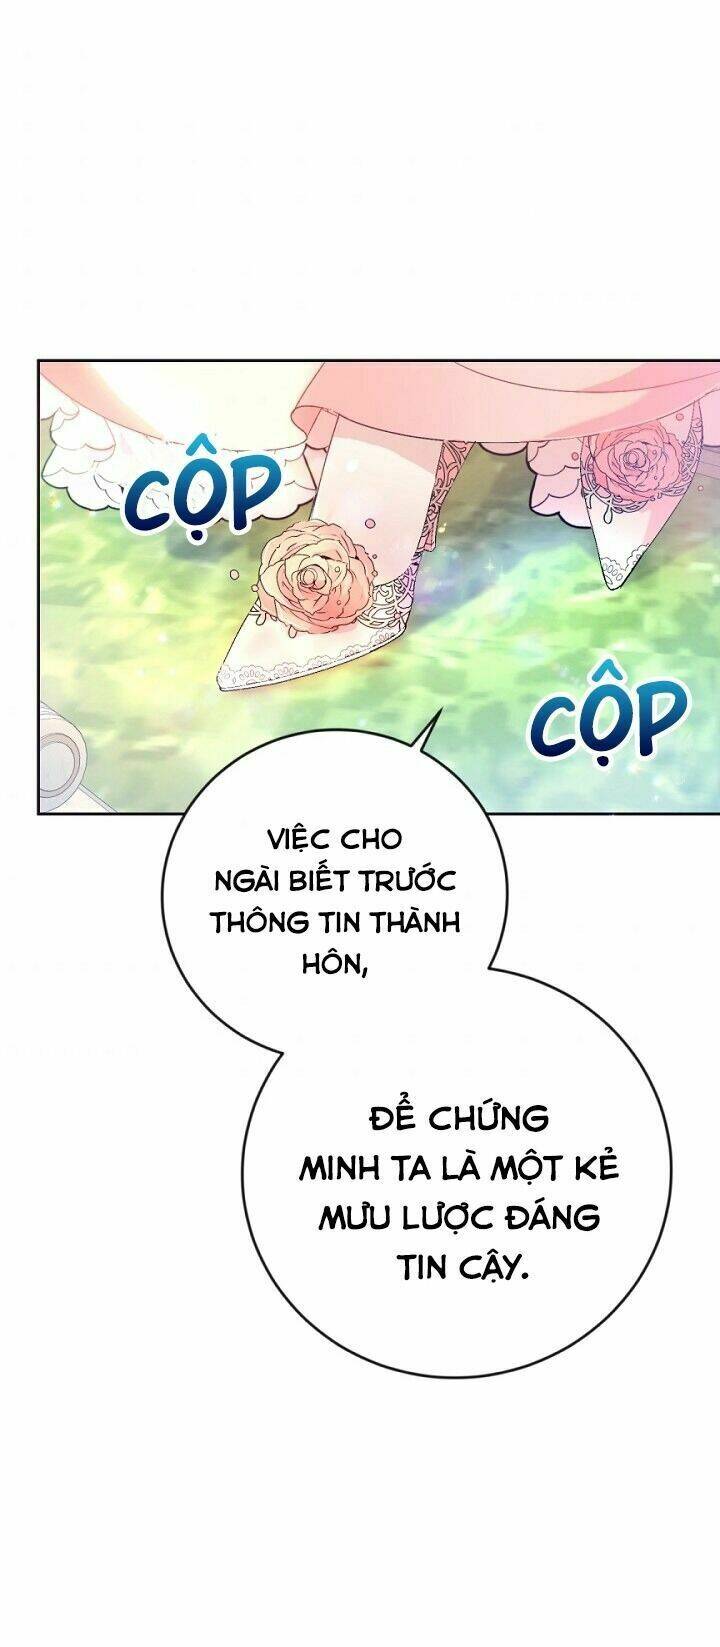 CỘP
CỘP
VIỆC CHO
NGÀI BIẾT TRƯỚC
THÔNG TIN THÀNH
HÔN,
ĐỂ CHỨNG
MINH TA LÀ MỘT KẺ
MƯU LƯỢC ĐÁNG
TIN CẬY.